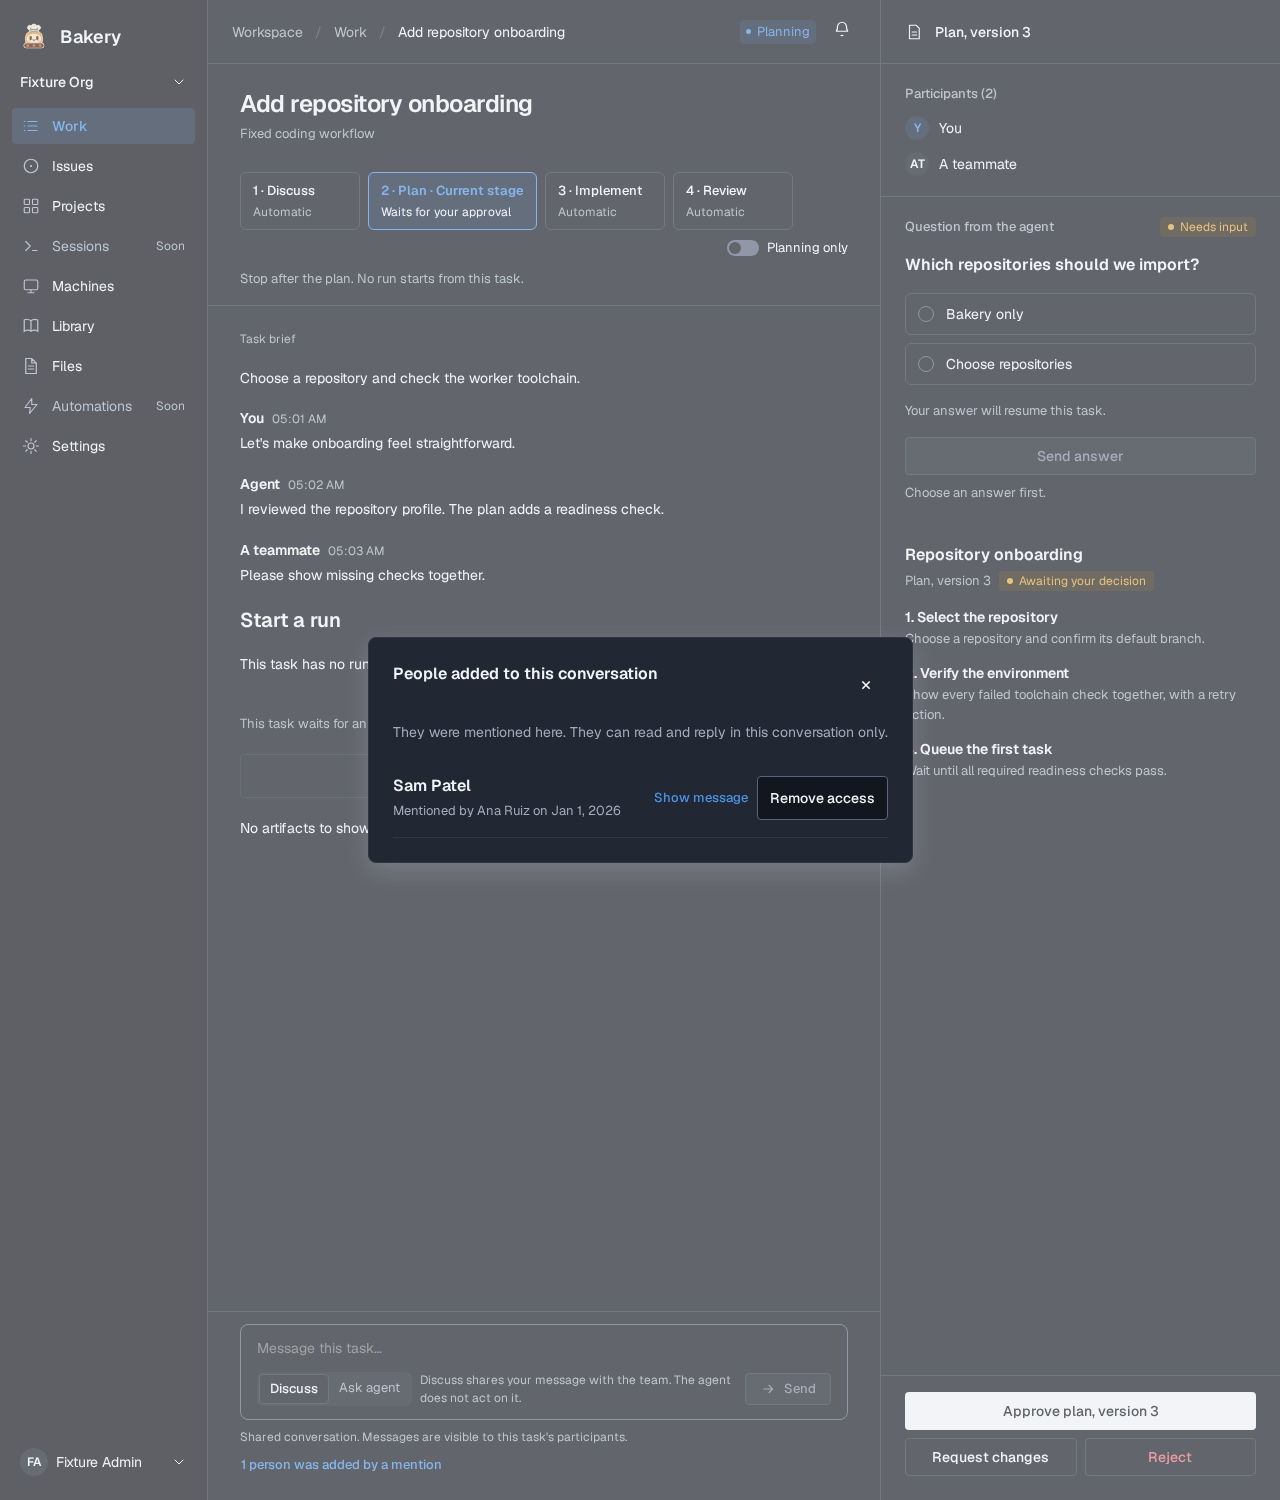 Bakery
Fixture Org
Work
Issues
Projects
Sessions Soon
Machines
Library
Files
Automations Soon
Settings
FA Fixture Admin
Workspace / Work / Add repository onboarding
Planning
Add repository onboarding
Fixed coding workflow
1 · Discuss
Automatic
2 · Plan · Current stage
Waits for your approval
3 · Implement
Automatic
4 · Review
Automatic
Planning only
Stop after the plan. No run starts from this task.
Task brief
Choose a repository and check the worker toolchain.
You 05:01 AM
Let's make onboarding feel straightforward.
Agent 05:02 AM
I reviewed the repository profile. The plan adds a readiness check.
A teammate 05:03 AM
Please show missing checks together.
Start a run
This task has no run
This task waits for an
No artifacts to show
People added to this conversation
They were mentioned here. They can read and reply in this conversation only.
Sam Patel
Mentioned by Ana Ruiz on Jan 1, 2026
Show message
Remove access
Message this task...
Discuss
Ask agent
Discuss shares your message with the team. The agent
does not act on it.
Send
Shared conversation. Messages are visible to this task's participants.
1 person was added by a mention
Plan, version 3
Participants (2)
Y You
AT A teammate
Question from the agent
Needs input
Which repositories should we import?
Bakery only
Choose repositories
Your answer will resume this task.
Send answer
Choose an answer first.
Repository onboarding
Plan, version 3 Awaiting your decision
1. Select the repository
Choose a repository and confirm its default branch.
. Verify the environment
how every failed toolchain check together, with a retry
ction.
. Queue the first task
ait until all required readiness checks pass.
Approve plan, version 3
Request changes
Reject